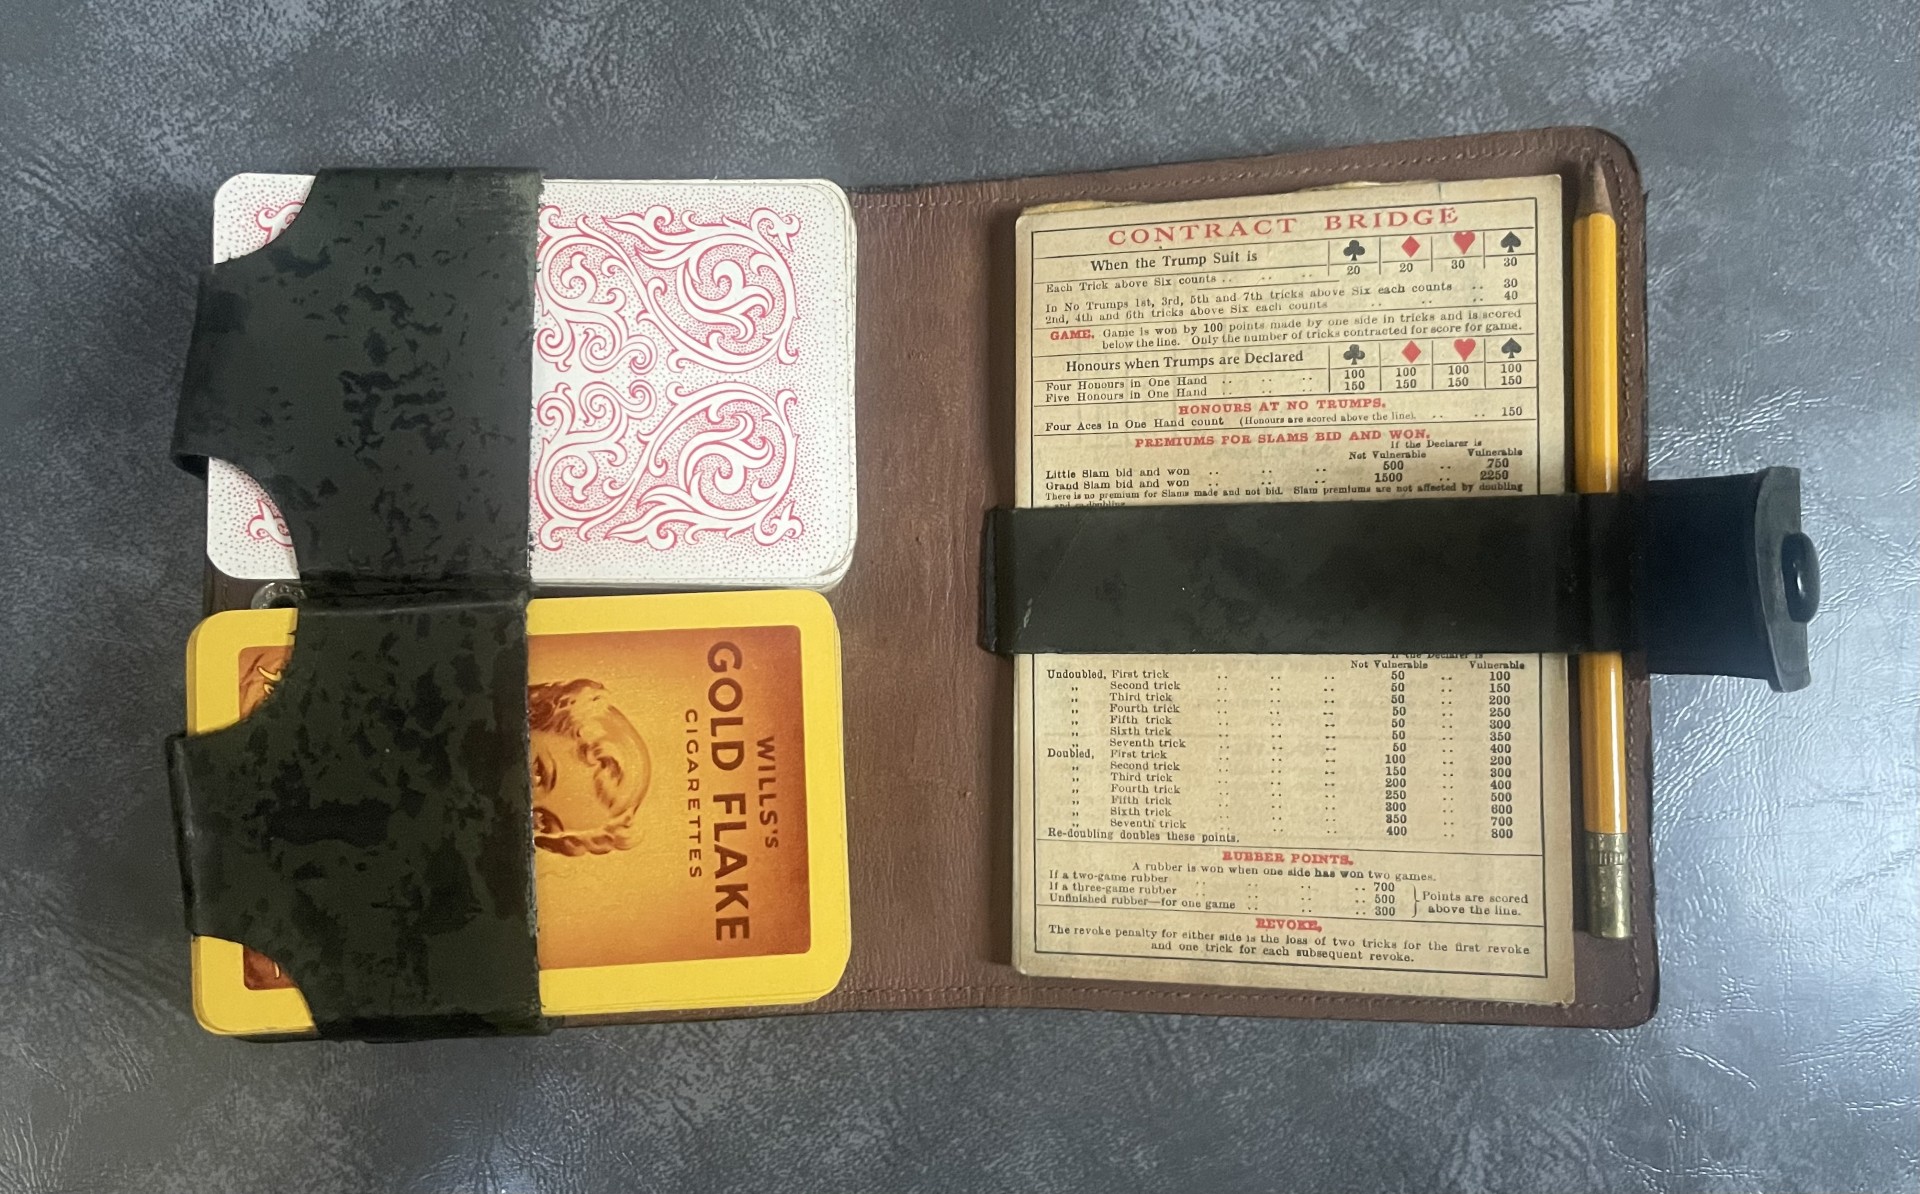 WILL'S'S
GOLD FLAKE
CIGARETTES
CONTRACT BRIDGE
When the Trump Suit is ♣ ♦ ♥ ♠
Each Trick above Six counts .. .. .. 20 20 30 30
In No Trumps 1st, 3rd, 5th and 7th tricks above Six each counts .. 30
2nd, 4th and 6th tricks above Six each counts .. .. .. 40
GAME. Game is won by 100 points made by one side in tricks and is scored
below the line. Only the number of tricks contracted for score for game.
Honours when Trumps are Declared ♣ ♦ ♥ ♠
Four Honours in One Hand .. .. .. 100 100 100 100
Five Honours in One Hand .. .. .. 150 150 150 150
HONOURS AT NO TRUMPS.
Four Aces in One Hand count (Honours are scored above the line). .. .. 150
PREMIUMS FOR SLAMS BID AND WON.
If the Declarer is
Not Vulnerable Vulnerable
Little Slam bid and won .. .. .. 500 .. 750
Grand Slam bid and won .. .. .. 1500 .. 2250
There is no premium for Slams made and not bid. Slam premiums are not affected by doubling
If the Declarer is
Not Vulnerable Vulnerable
Undoubled, First trick .. .. .. 50 .. 100
,, Second trick .. .. .. 50 .. 150
,, Third trick .. .. .. 50 .. 200
,, Fourth trick .. .. .. 50 .. 250
,, Fifth trick .. .. .. 50 .. 300
,, Sixth trick .. .. .. 50 .. 350
,, Seventh trick .. .. .. 50 .. 400
Doubled, First trick .. .. .. 100 .. 200
,, Second trick .. .. .. 150 .. 300
,, Third trick .. .. .. 200 .. 400
,, Fourth trick .. .. .. 250 .. 500
,, Fifth trick .. .. .. 300 .. 600
,, Sixth trick .. .. .. 350 .. 700
,, Seventh trick .. .. .. 400 .. 800
Re-doubling doubles these points.
RUBBER POINTS.
A rubber is won when one side has won two games.
If a two-game rubber .. .. .. 700
If a three-game rubber .. .. .. 500 Points are scored
Unfinished rubber—for one game .. .. .. 300 above the line.
REVOKE.
The revoke penalty for either side is the loss of two tricks for the first revoke
and one trick for each subsequent revoke.